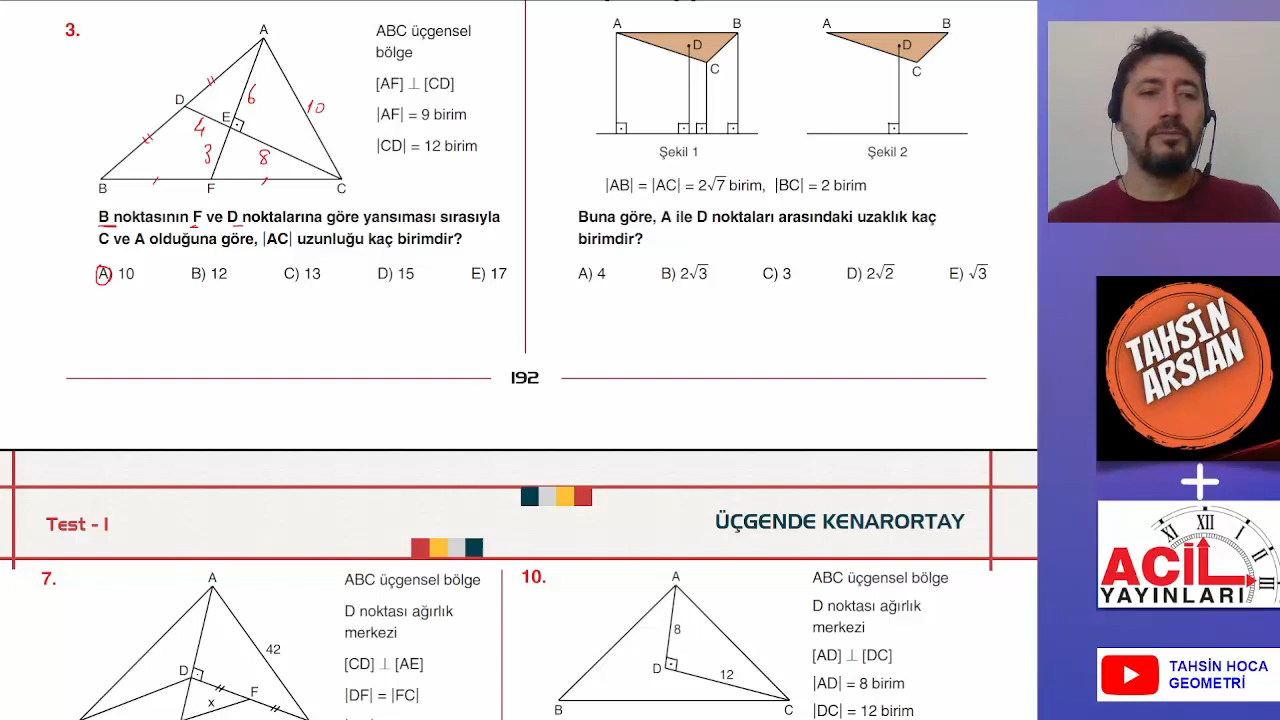 3.
A
D
E
B
F
C
6
10
4
3
8
ABC üçgensel
bölge
[AF] ⊥ [CD]
|AF| = 9 birim
|CD| = 12 birim
B noktasının F ve D noktalarına göre yansıması sırasıyla
C ve A olduğuna göre, |AC| uzunluğu kaç birimdir?
A) 10 B) 12 C) 13 D) 15 E) 17
A B
D
C
Şekil 1
A B
D
C
Şekil 2
|AB| = |AC| = 2√7 birim, |BC| = 2 birim
Buna göre, A ile D noktaları arasındaki uzaklık kaç
birimdir?
A) 4 B) 2√3 C) 3 D) 2√2 E) √3
192
Test - I
ÜÇGENDE KENARORTAY
7.
A
42
D
F
x
ABC üçgensel bölge
D noktası ağırlık
merkezi
[CD] ⊥ [AE]
|DF| = |FC|
10.
A
8
D
12
B C
ABC üçgensel bölge
D noktası ağırlık
merkezi
[AD] ⊥ [DC]
|AD| = 8 birim
|DC| = 12 birim
TAHSİN
ARSLAN
+
XI XII I II III
ACİL
YAYINLARI
TAHSİN HOCA
GEOMETRİ